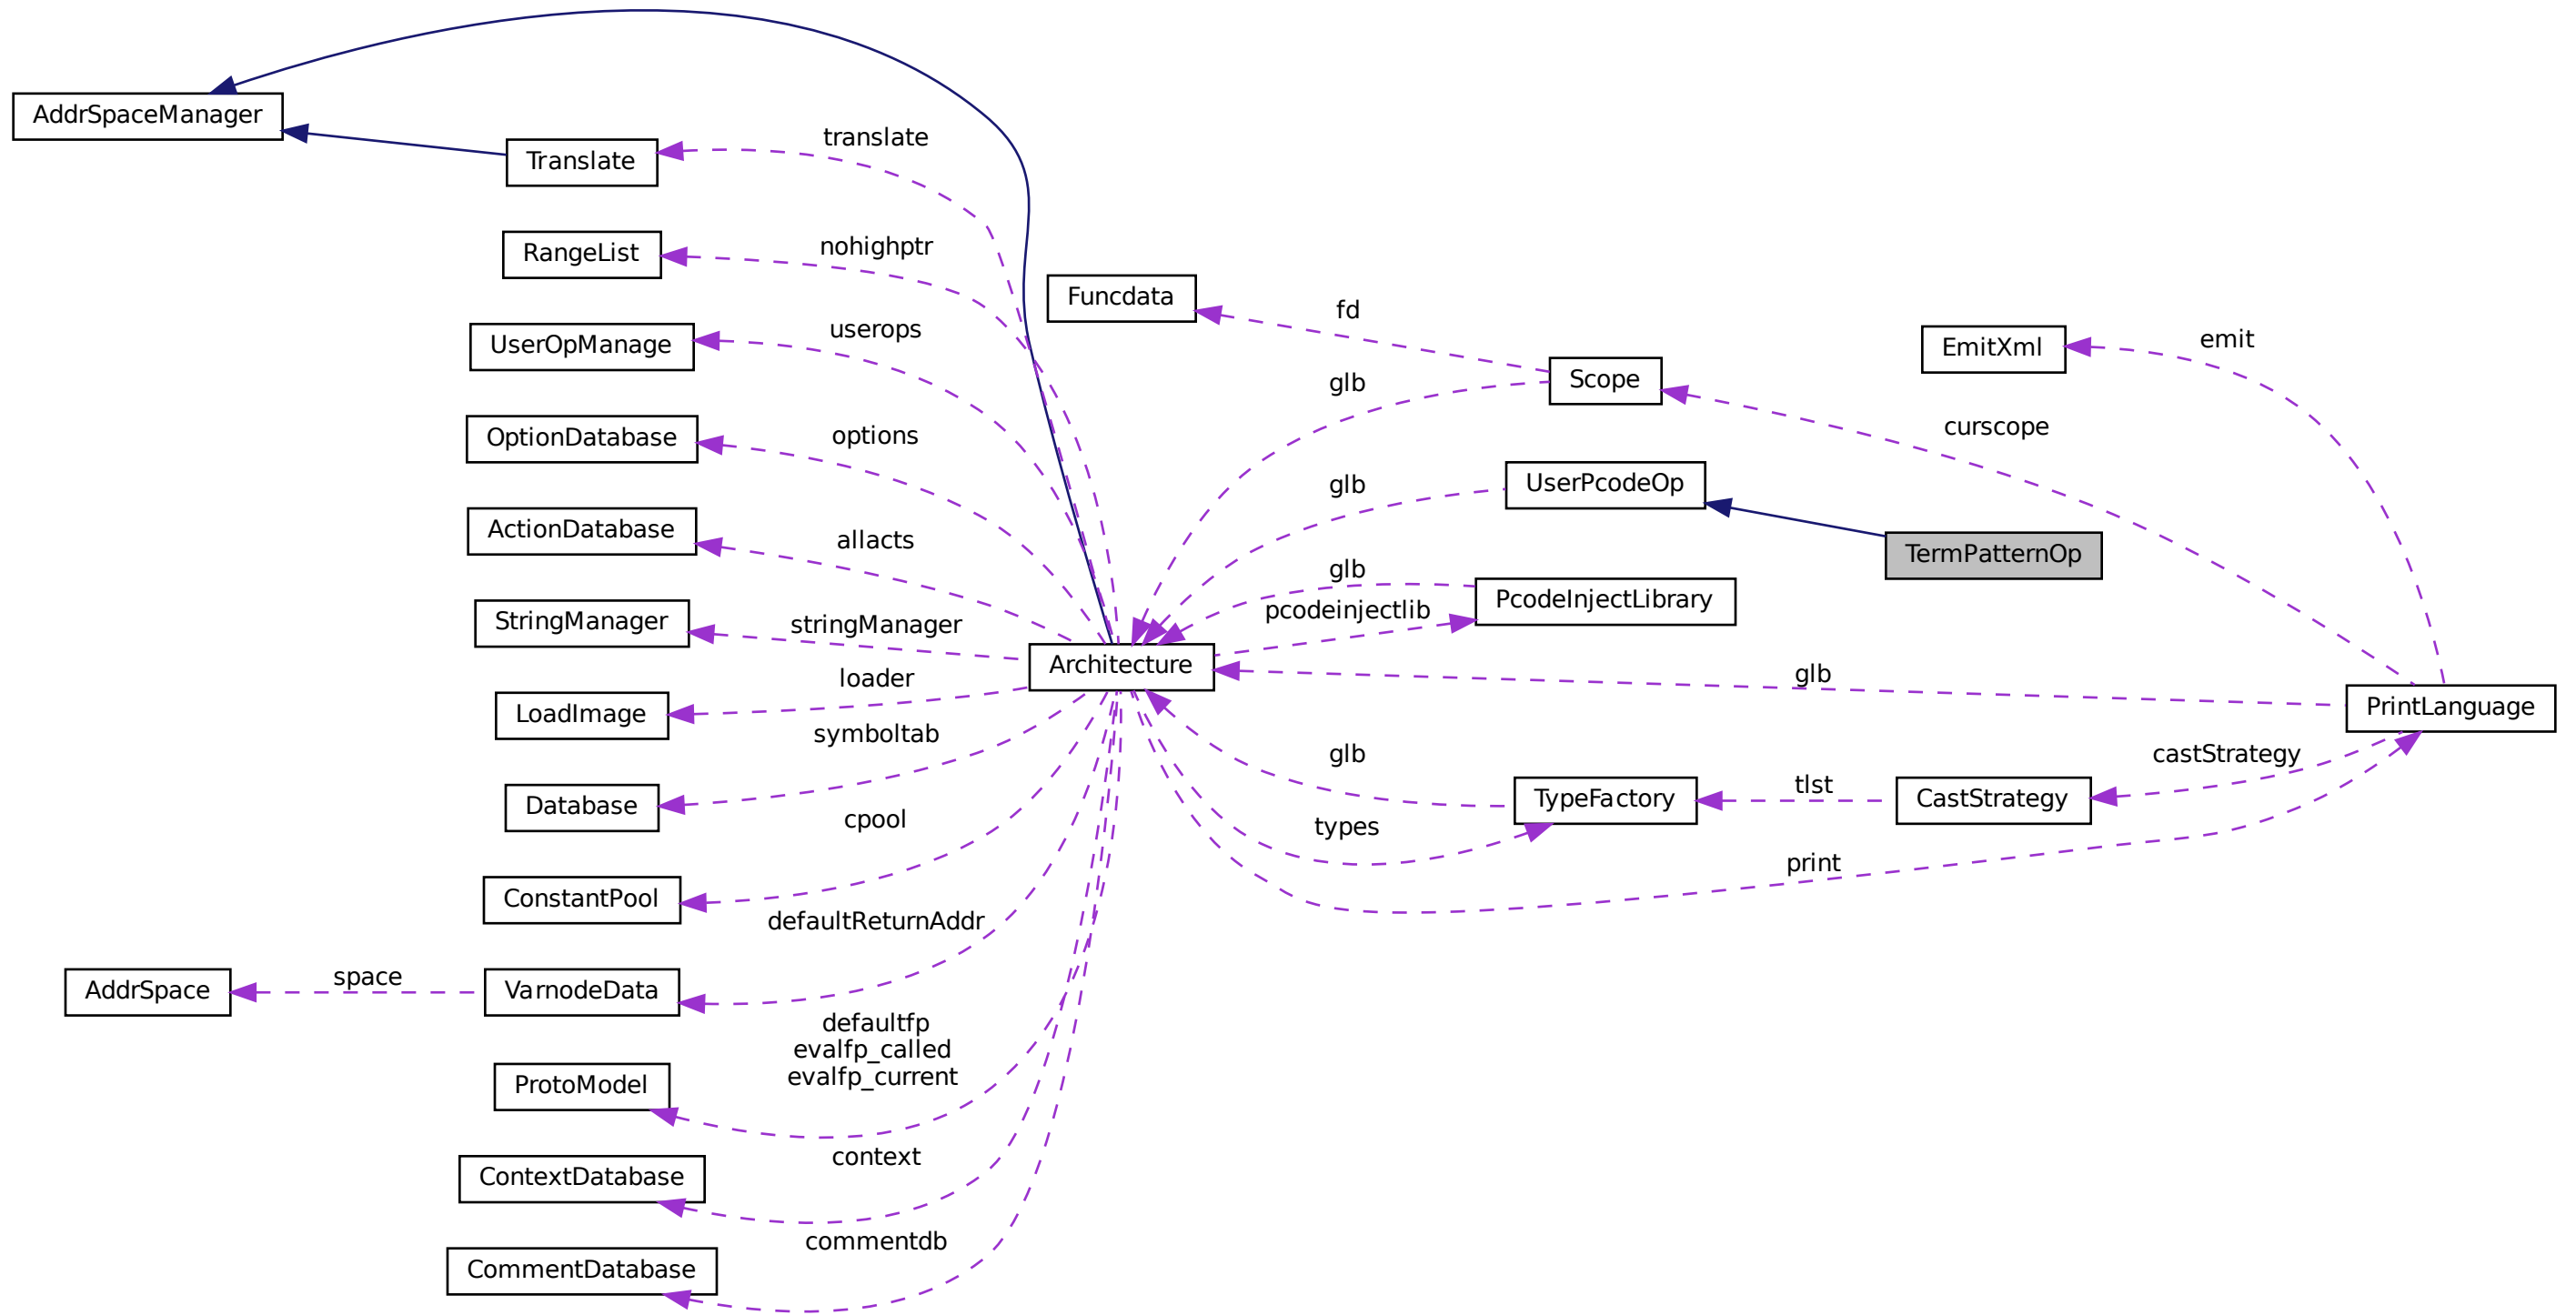 AddrSpaceManager
translate
Translate
nohighptr
RangeList
Funcdata
fd
userops
UserOpManage
emit
EmitXml
glb
Scope
curscope
options
OptionDatabase
glb
UserPcodeOp
allacts
ActionDatabase
TermPatternOp
glb
PcodeInjectLibrary
pcodeinjectlib
stringManager
StringManager
Architecture
loader
glb
LoadImage
PrintLanguage
symboltab
glb
castStrategy
tlst
Database
TypeFactory
CastStrategy
cpool
types
print
ConstantPool
defaultReturnAddr
space
AddrSpace
VarnodeData
defaultfp
evalfp_called
evalfp_current
ProtoModel
context
ContextDatabase
commentdb
CommentDatabase